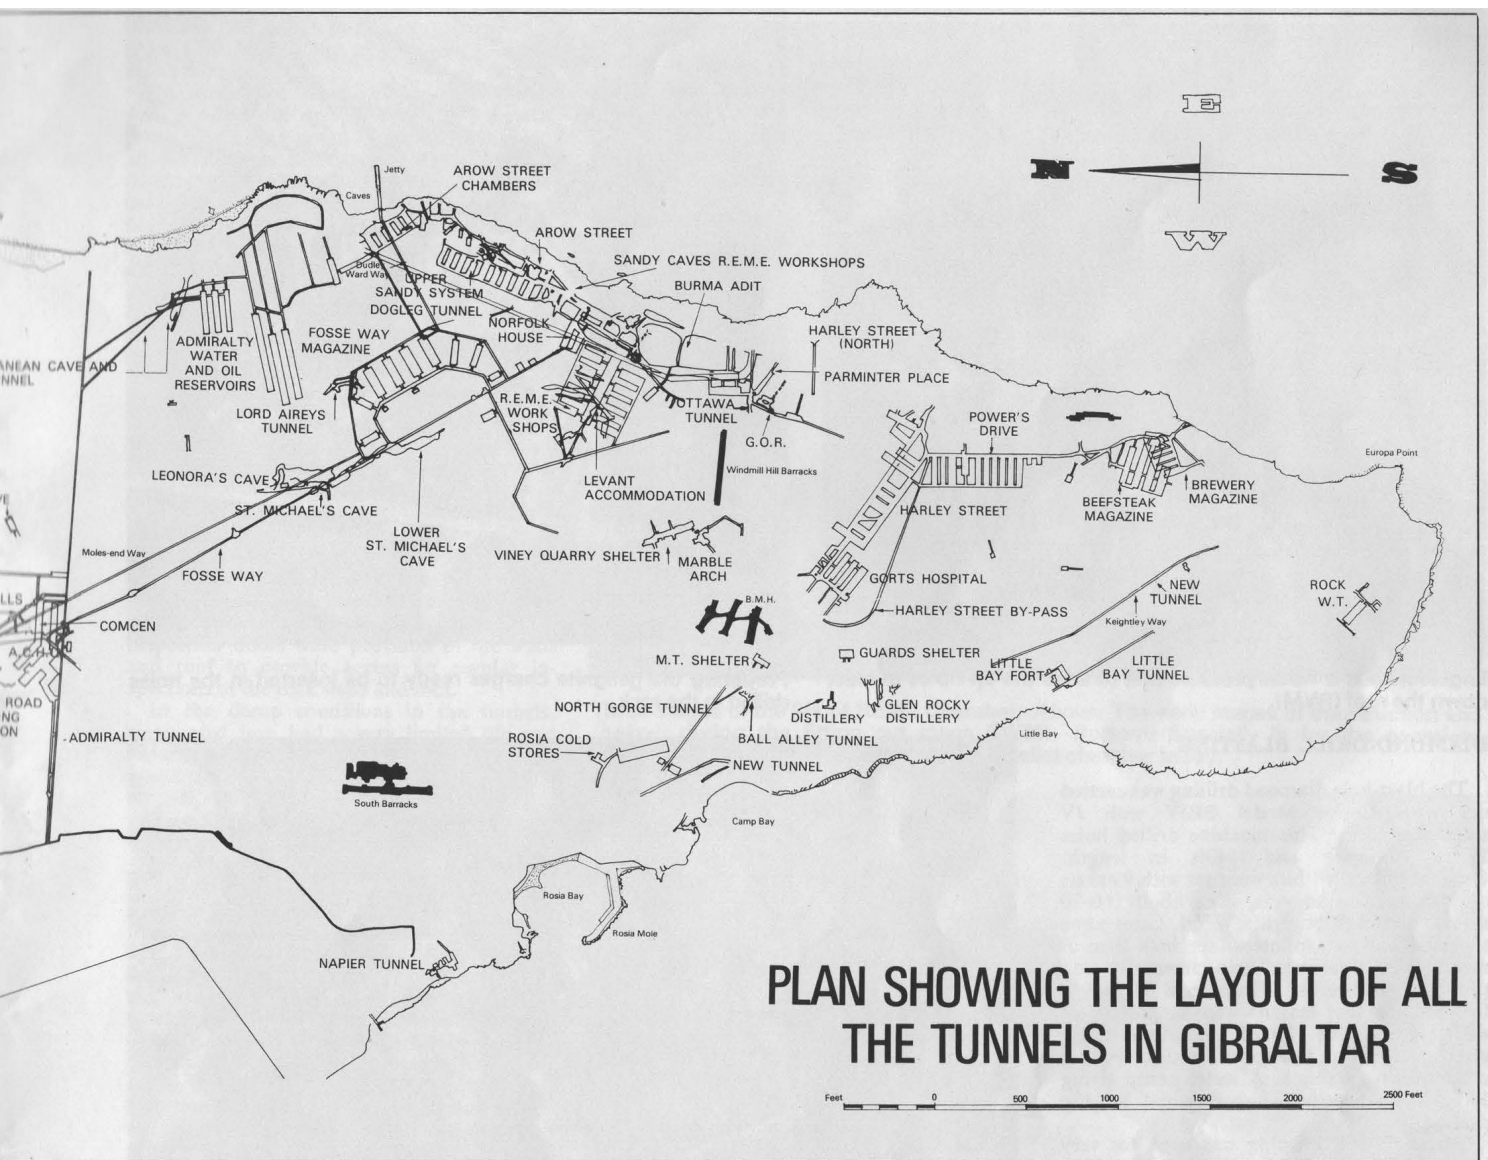 E
N
S
W
Jetty
AROW STREET
CHAMBERS
Caves
AROW STREET
SANDY CAVES R.E.M.E. WORKSHOPS
BURMA ADIT
Dudley
Ward Way
UPPER
SANDY SYSTEM
DOGLEG TUNNEL
NORFOLK
HOUSE
FOSSE WAY
MAGAZINE
HARLEY STREET
(NORTH)
PARMINTER PLACE
ADMIRALTY
WATER
AND OIL
RESERVOIRS
ANEAN CAVE AND
NNEL
LORD AIREYS
TUNNEL
R.E.M.E.
WORK
SHOPS
OTTAWA
TUNNEL
G.O.R.
POWER'S
DRIVE
Windmill Hill Barracks
Europa Point
LEONORA'S CAVE
ST. MICHAEL'S CAVE
LEVANT
ACCOMMODATION
BREWERY
MAGAZINE
BEEFSTEAK
MAGAZINE
HARLEY STREET
LOWER
ST. MICHAEL'S
CAVE
Moles-end Way
FOSSE WAY
VINEY QUARRY SHELTER
MARBLE
ARCH
GORTS HOSPITAL
NEW
TUNNEL
ROCK
W.T.
B.M.H.
HARLEY STREET BY-PASS
Keightley Way
LLS
COMCEN
A.C.H.Q.
M.T. SHELTER
GUARDS SHELTER
LITTLE
BAY FORT
LITTLE
BAY TUNNEL
ROAD
NG
ON
NORTH GORGE TUNNEL
DISTILLERY
GLEN ROCKY
DISTILLERY
ADMIRALTY TUNNEL
ROSIA COLD
STORES
BALL ALLEY TUNNEL
Little Bay
NEW TUNNEL
South Barracks
Camp Bay
Rosia Bay
Rosia Mole
NAPIER TUNNEL
PLAN SHOWING THE LAYOUT OF ALL
THE TUNNELS IN GIBRALTAR
Feet 0 500 1000 1500 2000 2500 Feet